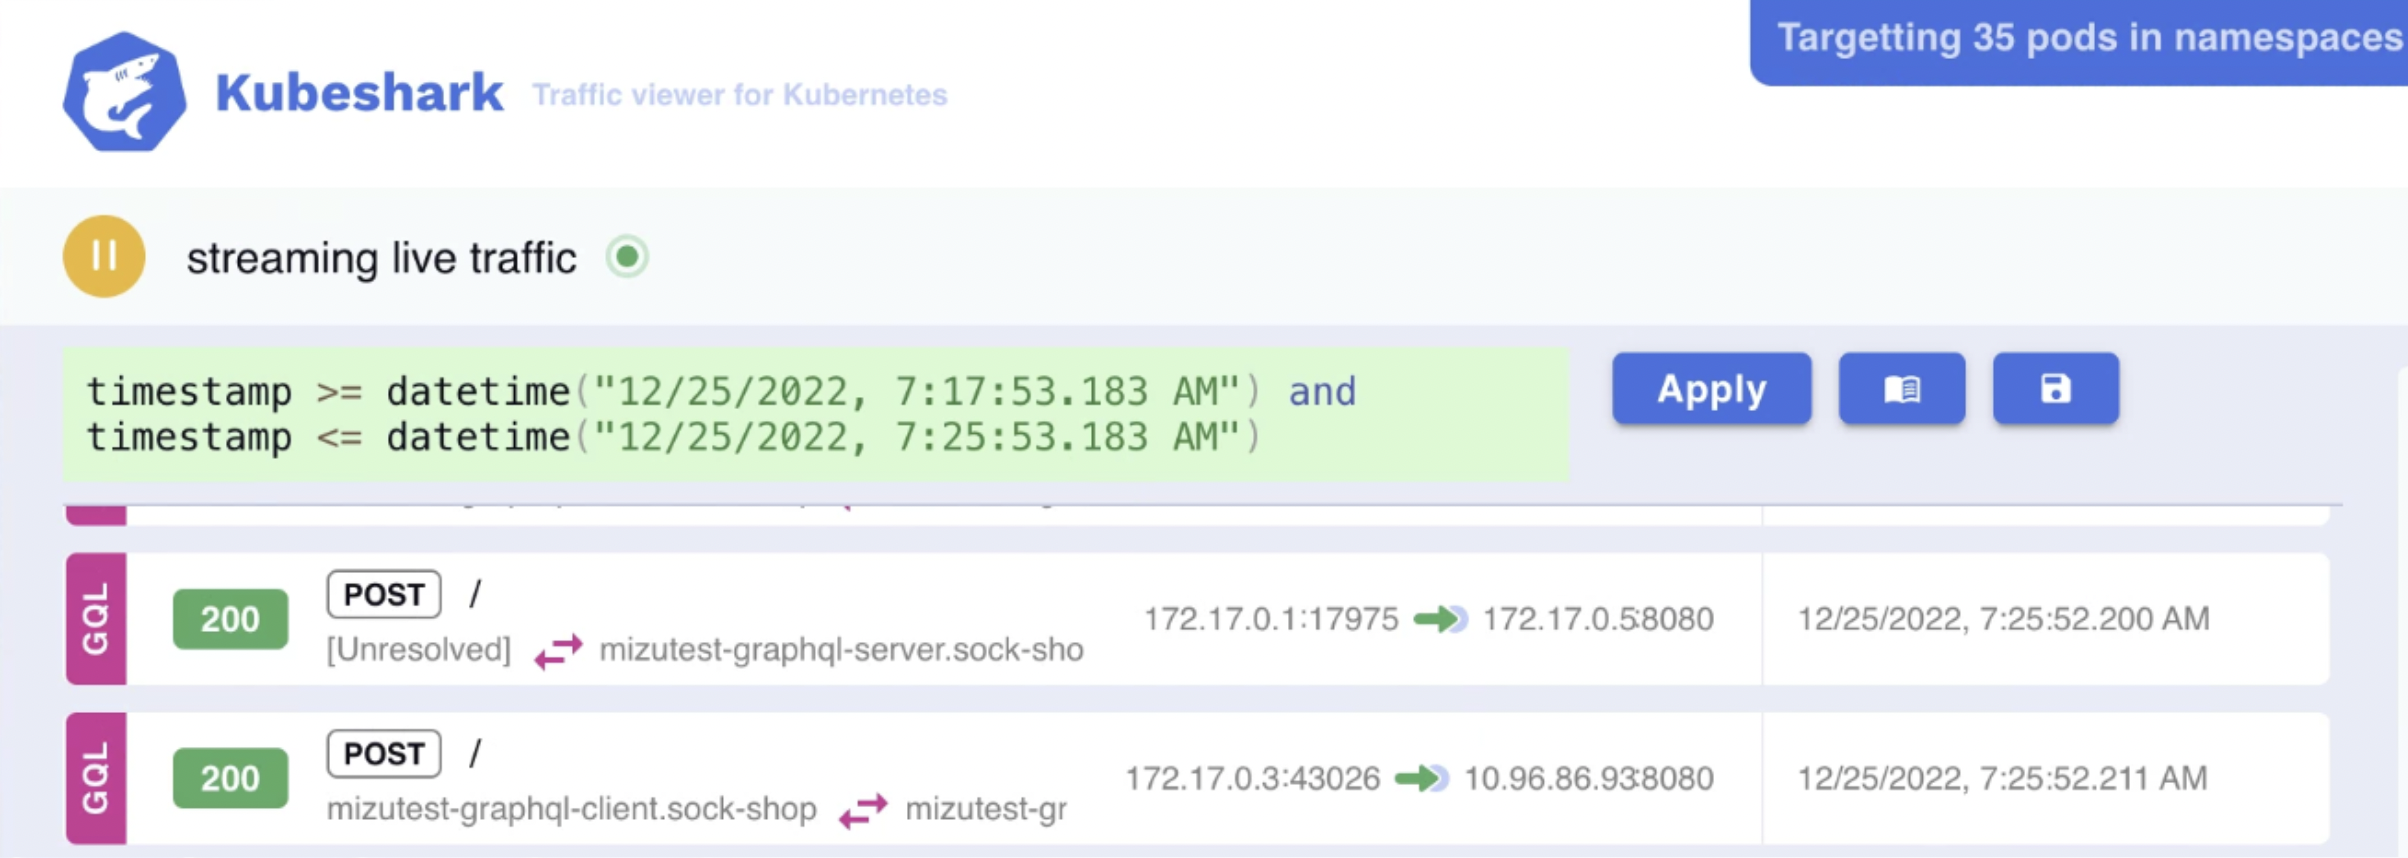 Targetting 35 pods in namespaces
Kubeshark Traffic viewer for Kubernetes
streaming live traffic
timestamp >= datetime("12/25/2022, 7:17:53.183 AM") and
timestamp <= datetime("12/25/2022, 7:25:53.183 AM")
Apply
GQL
200
POST /
[Unresolved] mizutest-graphql-server.sock-sho
172.17.0.1:17975 172.17.0.5:8080
12/25/2022, 7:25:52.200 AM
GQL
200
POST /
mizutest-graphql-client.sock-shop mizutest-gr
172.17.0.3:43026 10.96.86.93:8080
12/25/2022, 7:25:52.211 AM